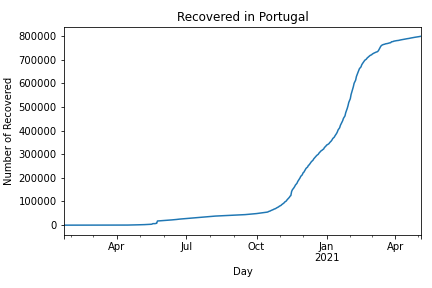 Recovered in Portugal
Number of Recovered
800000
700000
600000
500000
400000
300000
200000
100000
0
Apr
Jul
Oct
Jan
2021
Apr
Day